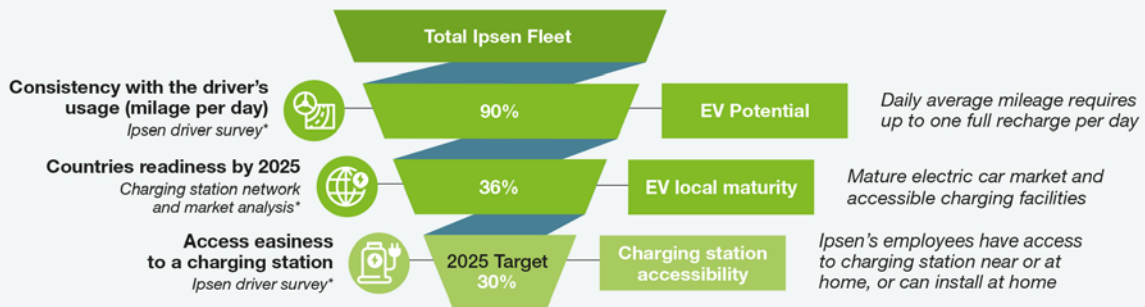 Total Ipsen Fleet
Consistency with the driver's
usage (milage per day)
Ipsen driver survey*
90%
EV Potential
Daily average mileage requires
up to one full recharge per day
Countries readiness by 2025
Charging station network
and market analysis*
36%
EV local maturity
Mature electric car market and
accessible charging facilities
Access easiness
to a charging station
Ipsen driver survey*
2025 Target
30%
Charging station
accessibility
Ipsen's employees have access
to charging station near or at
home, or can install at home